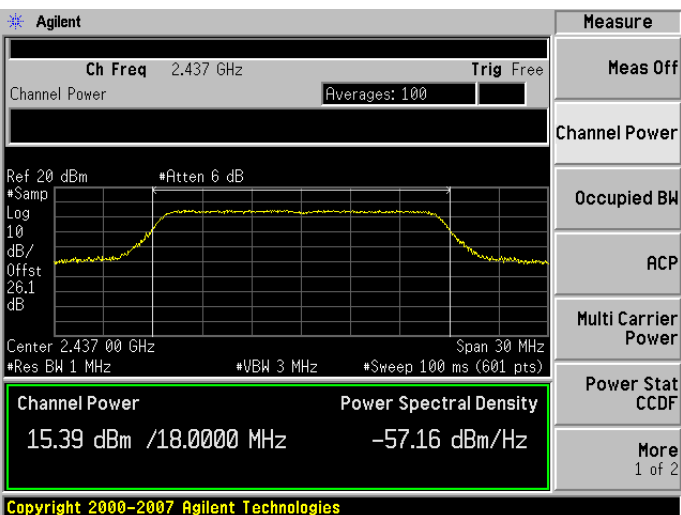 Agilent
Measure
Ch Freq 2.437 GHz Trig Free
Meas Off
Channel Power Averages: 100
Channel Power
Ref 20 dBm #Atten 6 dB
#Samp
Log
10
dB/
Offst
26.1
dB
Occupied BW
ACP
Multi Carrier
Power
Center 2.437 00 GHz Span 30 MHz
#Res BW 1 MHz #VBW 3 MHz #Sweep 100 ms (601 pts)
Channel Power Power Spectral Density
15.39 dBm /18.0000 MHz -57.16 dBm/Hz
Power Stat
CCDF
More
1 of 2
Copyright 2000-2007 Agilent Technologies